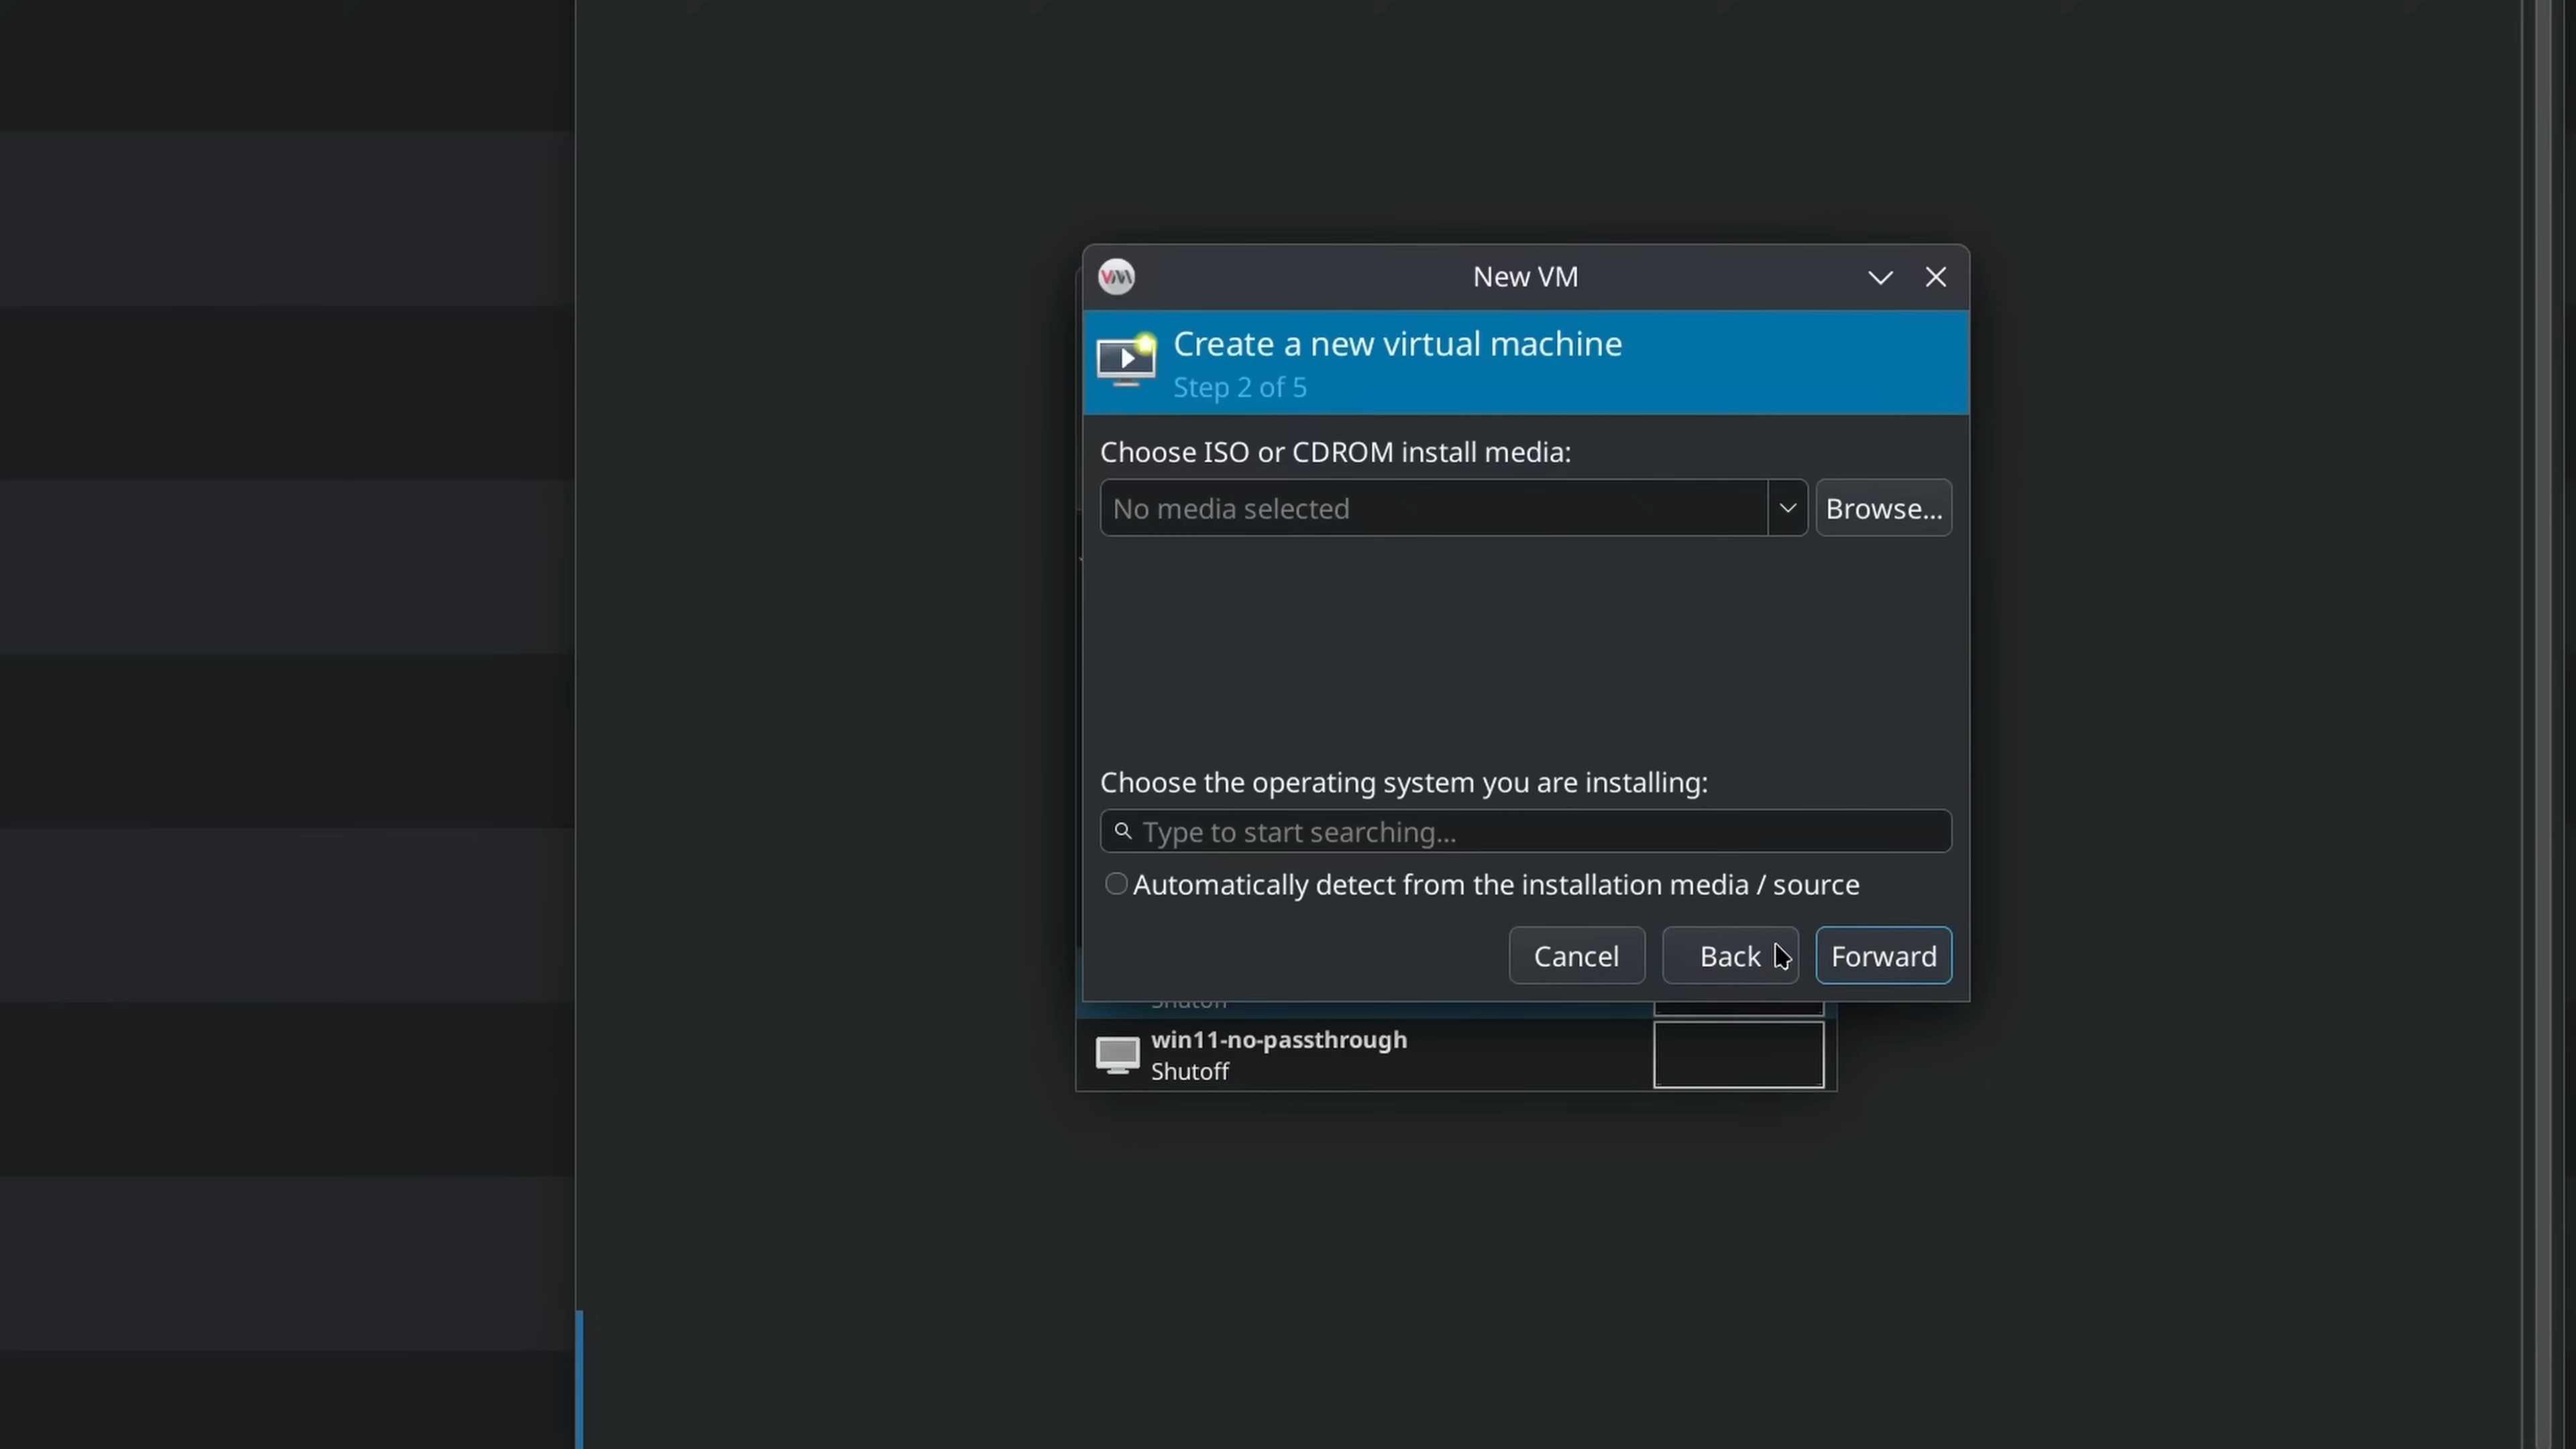 New VM
Create a new virtual machine
Step 2 of 5
Choose ISO or CDROM install media:
No media selected
Browse...
Choose the operating system you are installing:
Type to start searching...
Automatically detect from the installation media / source
Cancel
Back
Forward
Shutoff
win11-no-passthrough
Shutoff